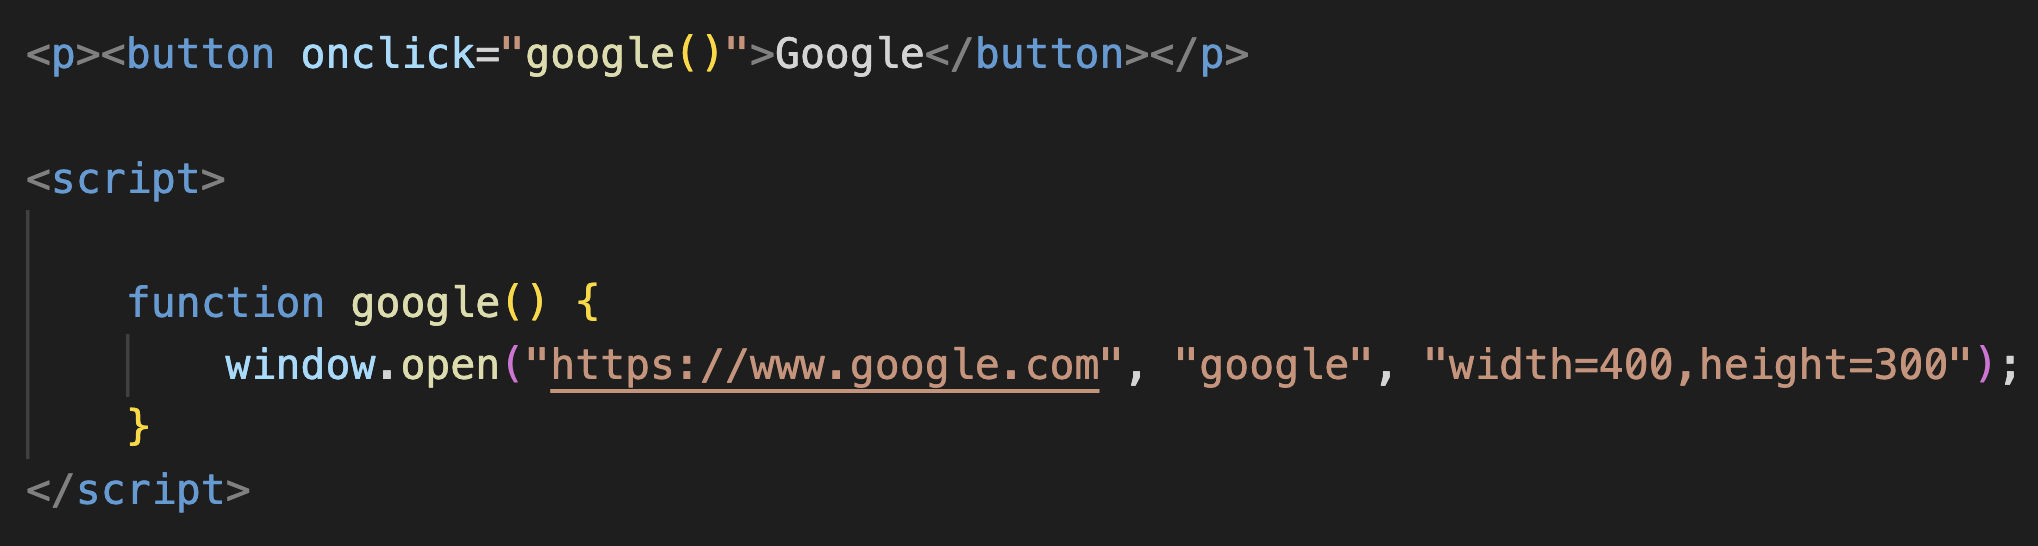 <p><button onclick="google()">Google</button></p>
<script>
function google() {
window.open("https://www.google.com", "google", "width=400,height=300");
}
</script>